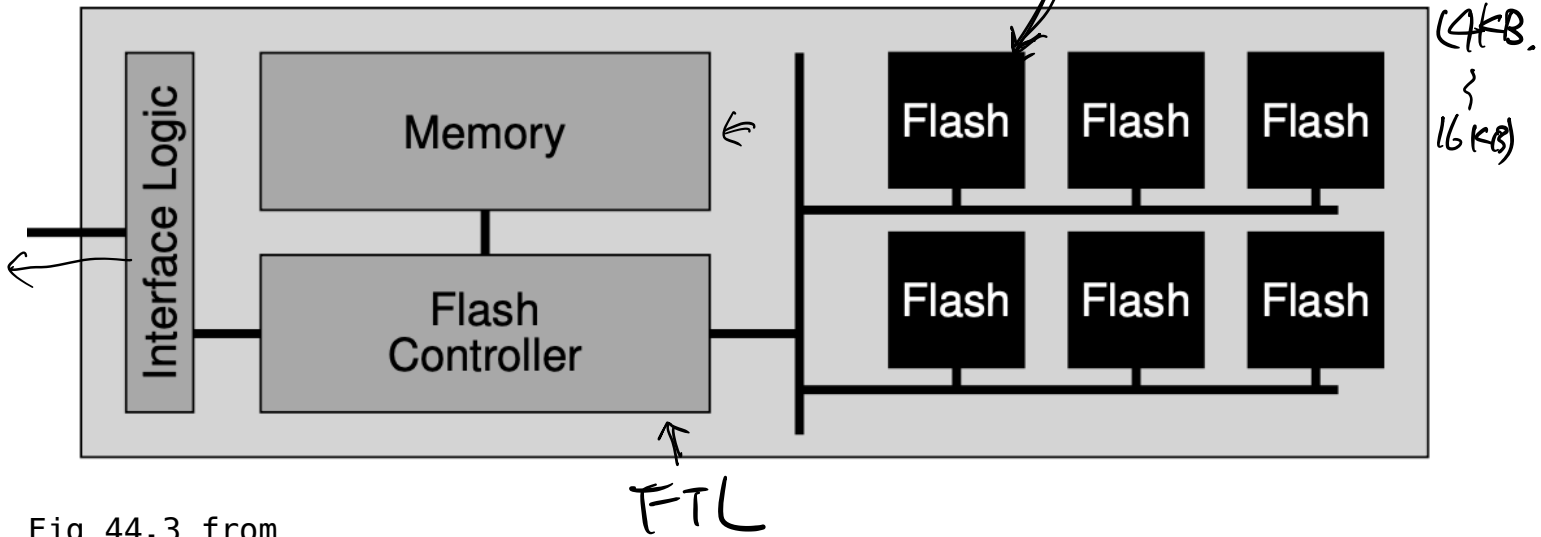 (4KB.
~
16KB)
Interface Logic
Memory
Flash Flash Flash
Flash
Controller
Flash Flash Flash
FTL
Fig 44.3 from